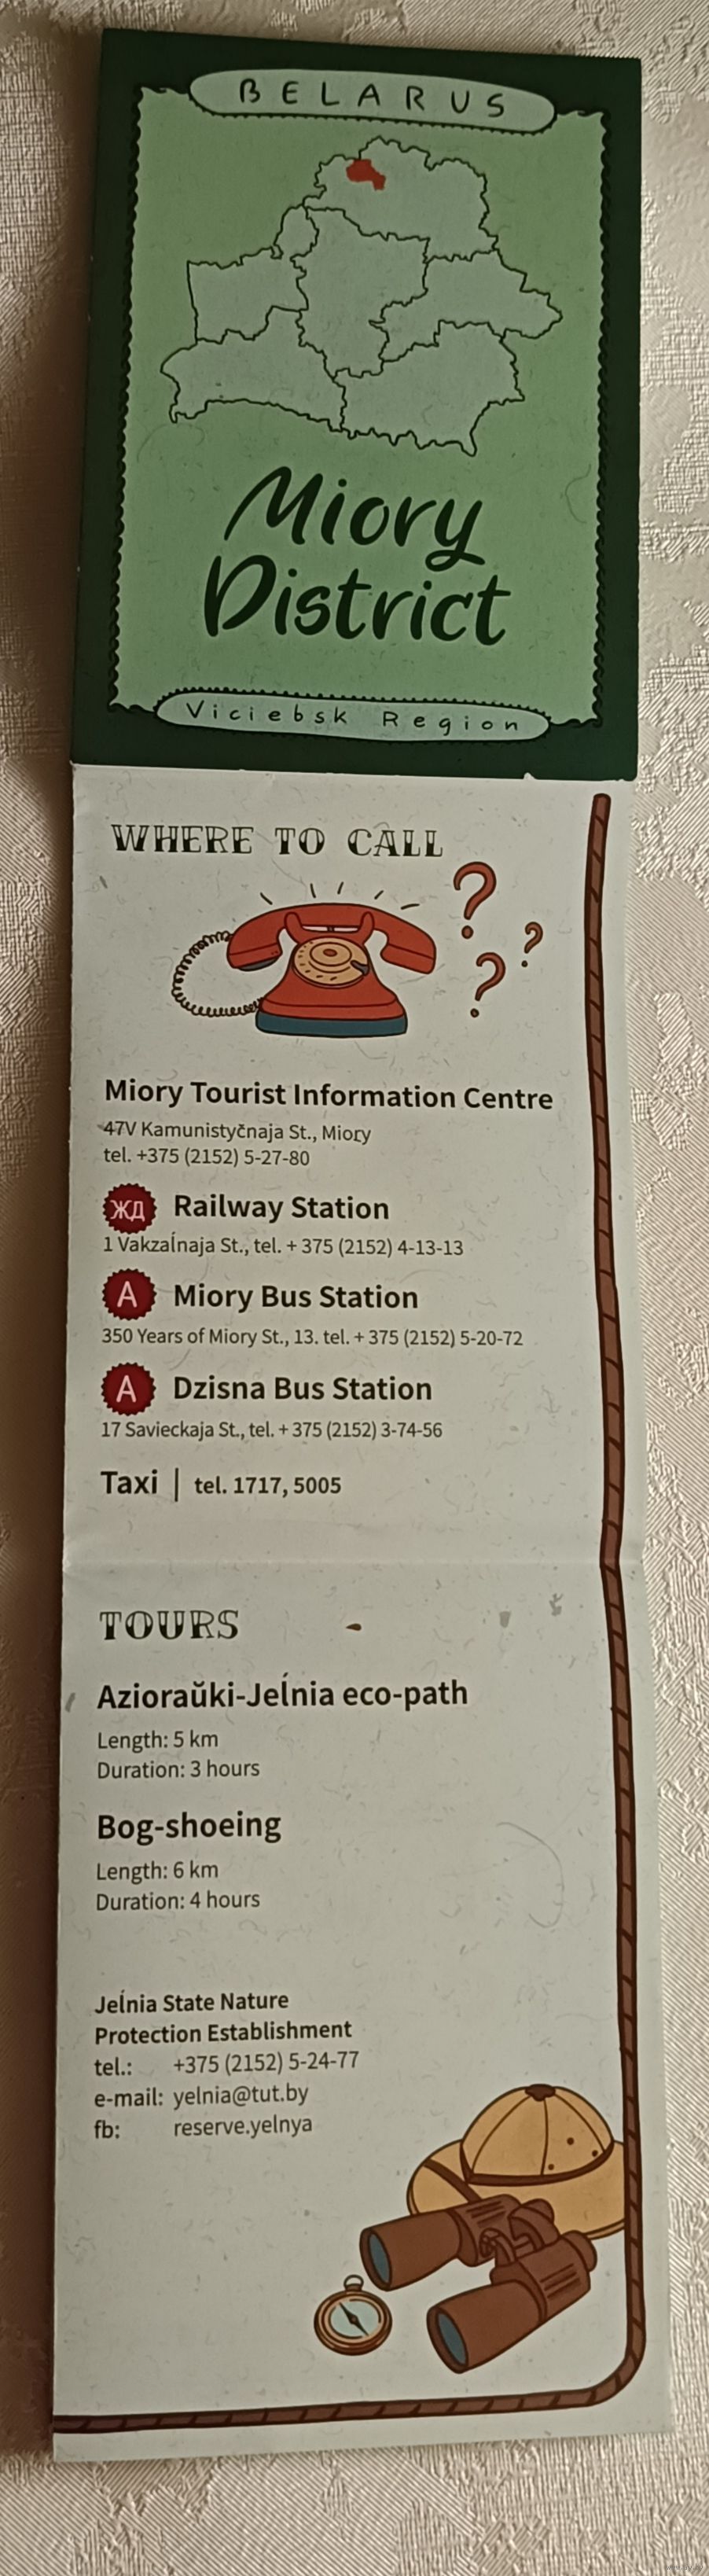 BELARUS
Miory
District
Viciebsk Region
WHERE TO CALL
? ? ?
Miory Tourist Information Centre
47V Kamunistyčnaja St., Miory
tel. +375 (2152) 5-27-80
ЖД Railway Station
1 Vakzaĺnaja St., tel. + 375 (2152) 4-13-13
А Miory Bus Station
350 Years of Miory St., 13. tel. + 375 (2152) 5-20-72
А Dzisna Bus Station
17 Savieckaja St., tel. + 375 (2152) 3-74-56
Taxi | tel. 1717, 5005
TOURS
Azioraŭki-Jeĺnia eco-path
Length: 5 km
Duration: 3 hours
Bog-shoeing
Length: 6 km
Duration: 4 hours
Jeĺnia State Nature
Protection Establishment
tel.: +375 (2152) 5-24-77
e-mail: yelnia@tut.by
fb: reserve.yelnya